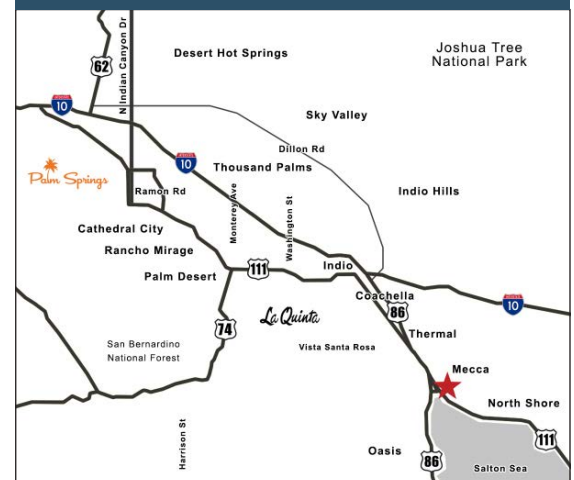 N Indian Canyon Dr
Desert Hot Springs
Joshua Tree
National Park
62
10
Sky Valley
Dillon Rd
10
Thousand Palms
Palm Springs
Ramon Rd
Monterey Ave
Washington St
Indio Hills
Cathedral City
Rancho Mirage
Palm Desert
111
Indio
Coachella
10
La Quinta
86
74
Thermal
San Bernardino
National Forest
Vista Santa Rosa
Mecca
North Shore
Harrison St
Oasis
86
111
Salton Sea